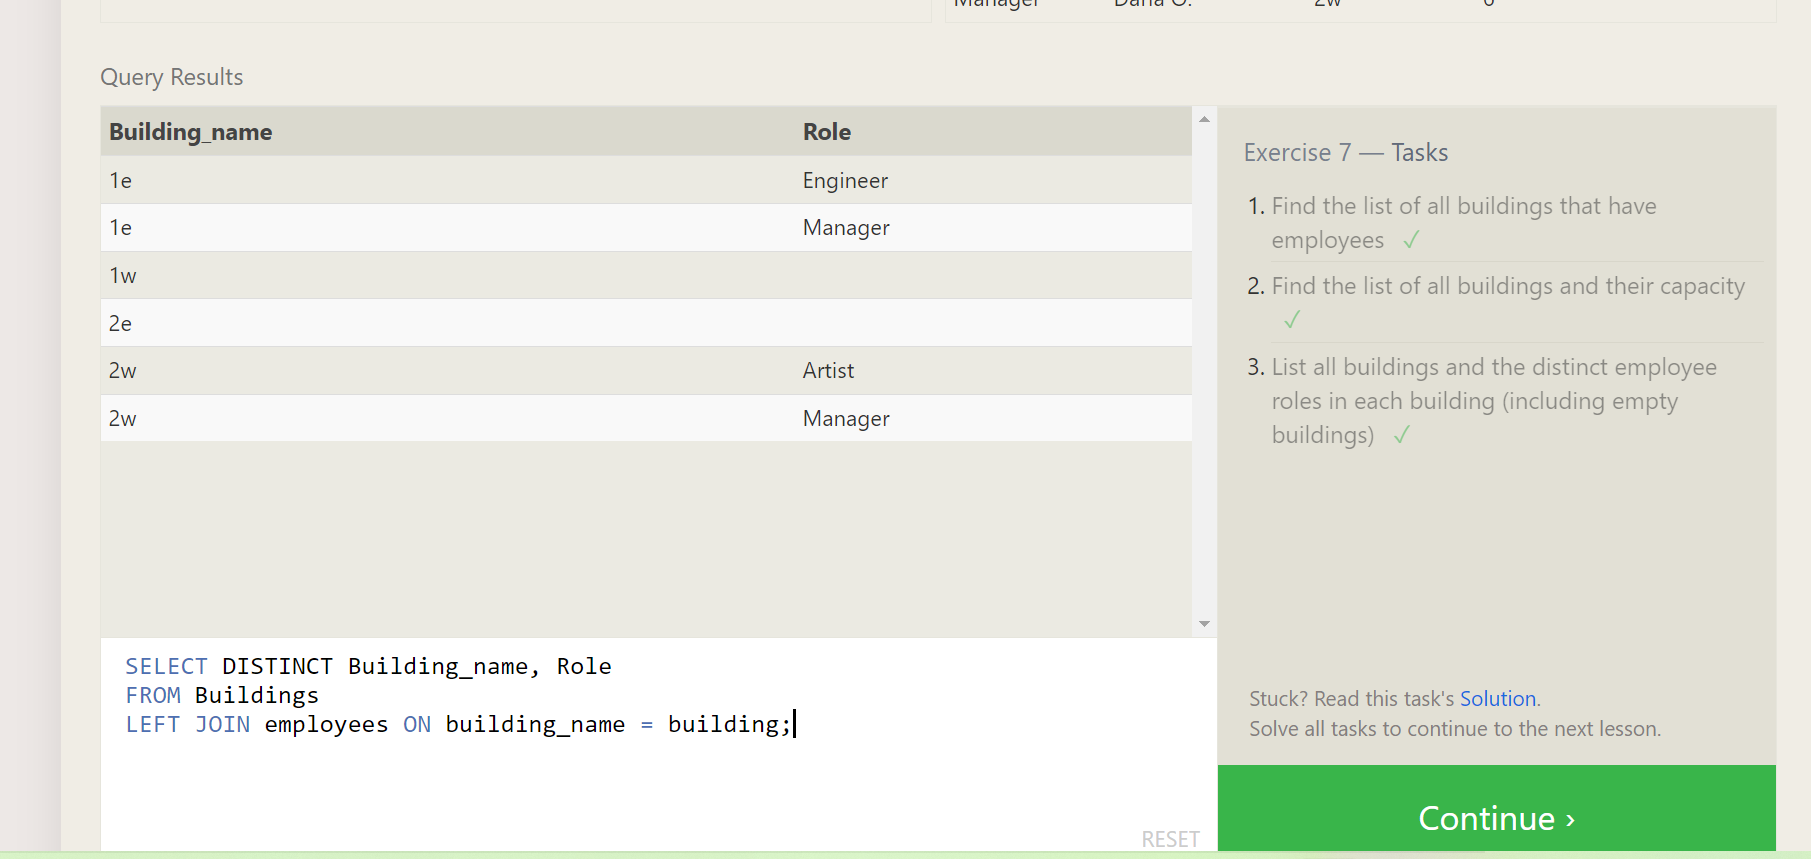 Manager Dana O. 2w 6
Query Results
Building_name Role
1e Engineer
1e Manager
1w
2e
2w Artist
2w Manager
SELECT DISTINCT Building_name, Role
FROM Buildings
LEFT JOIN employees ON building_name = building;
RESET
Exercise 7 — Tasks
1. Find the list of all buildings that have
employees ✓
2. Find the list of all buildings and their capacity
✓
3. List all buildings and the distinct employee
roles in each building (including empty
buildings) ✓
Stuck? Read this task's Solution.
Solve all tasks to continue to the next lesson.
Continue ›